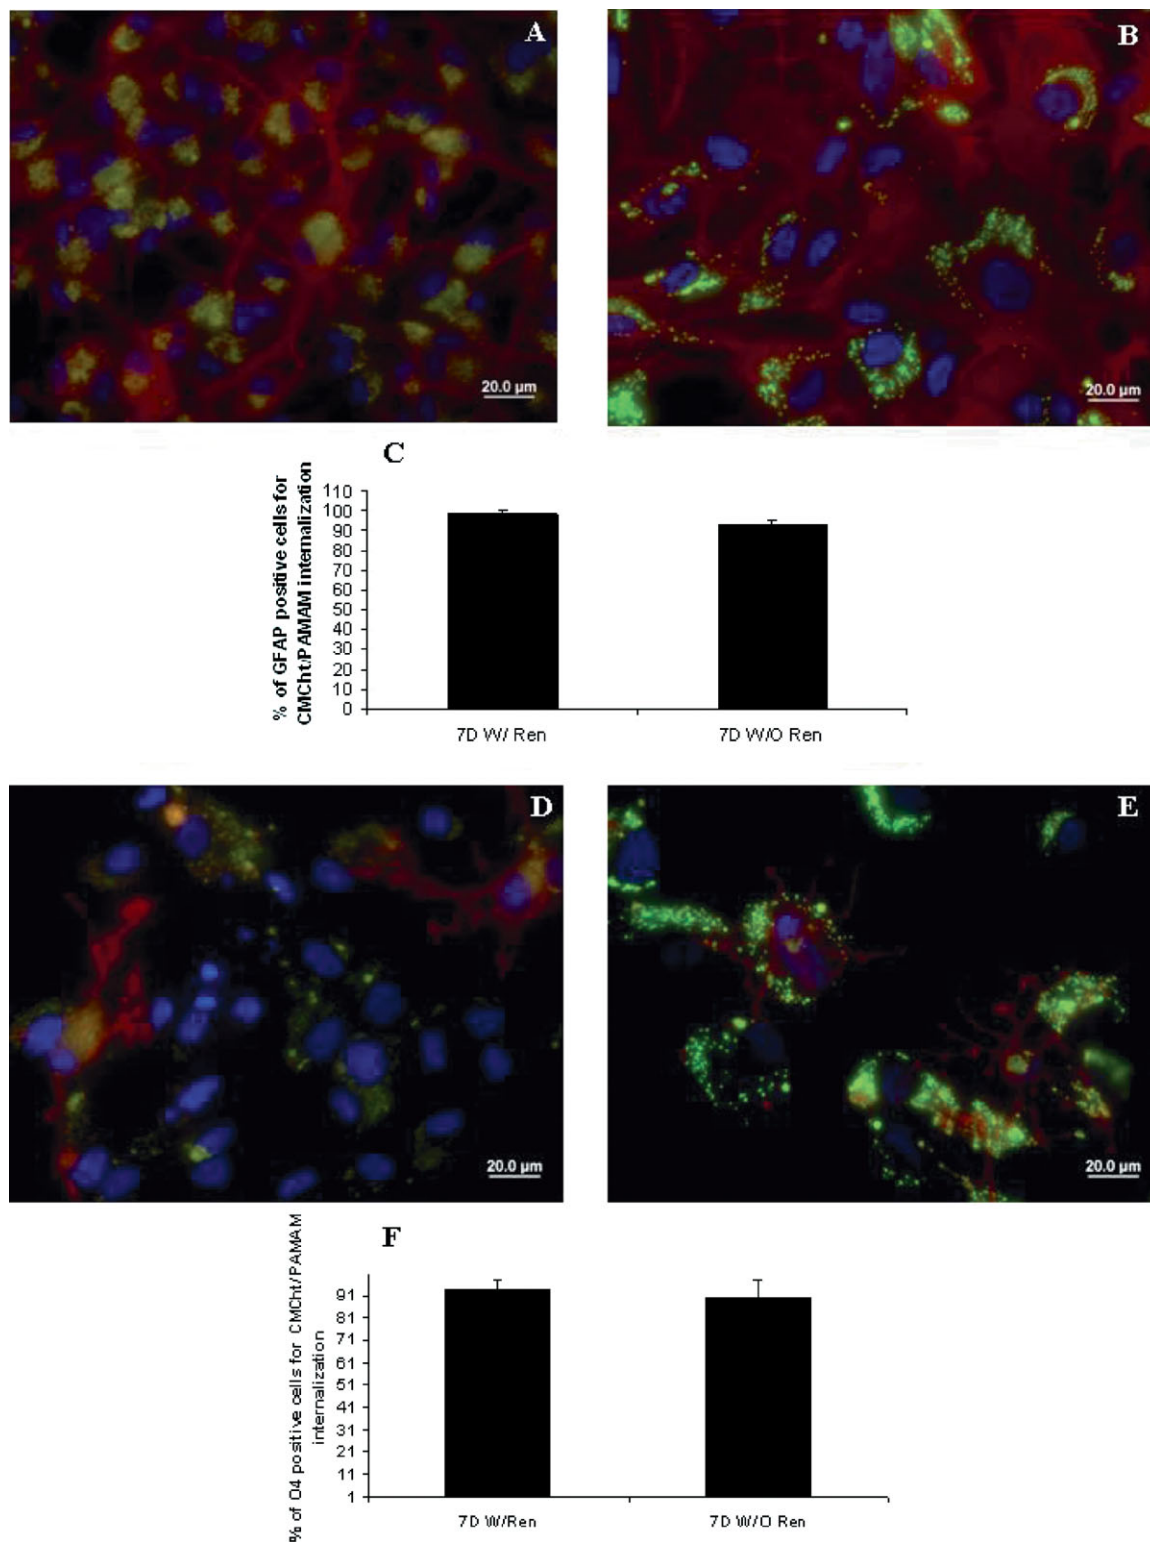 A
B
20.0 µm
20.0 µm
C
% of GFAP positive cells for
CMCht/PAMAM internalization
110
100
90
80
70
60
50
40
30
20
10
0
7D W/ Ren
7D W/O Ren
D
E
20.0 µm
20.0 µm
F
% of O4 positive cells for CMCht/PAMAM
internalization
91
81
71
61
51
41
31
21
11
1
7D W/Ren
7D W/O Ren